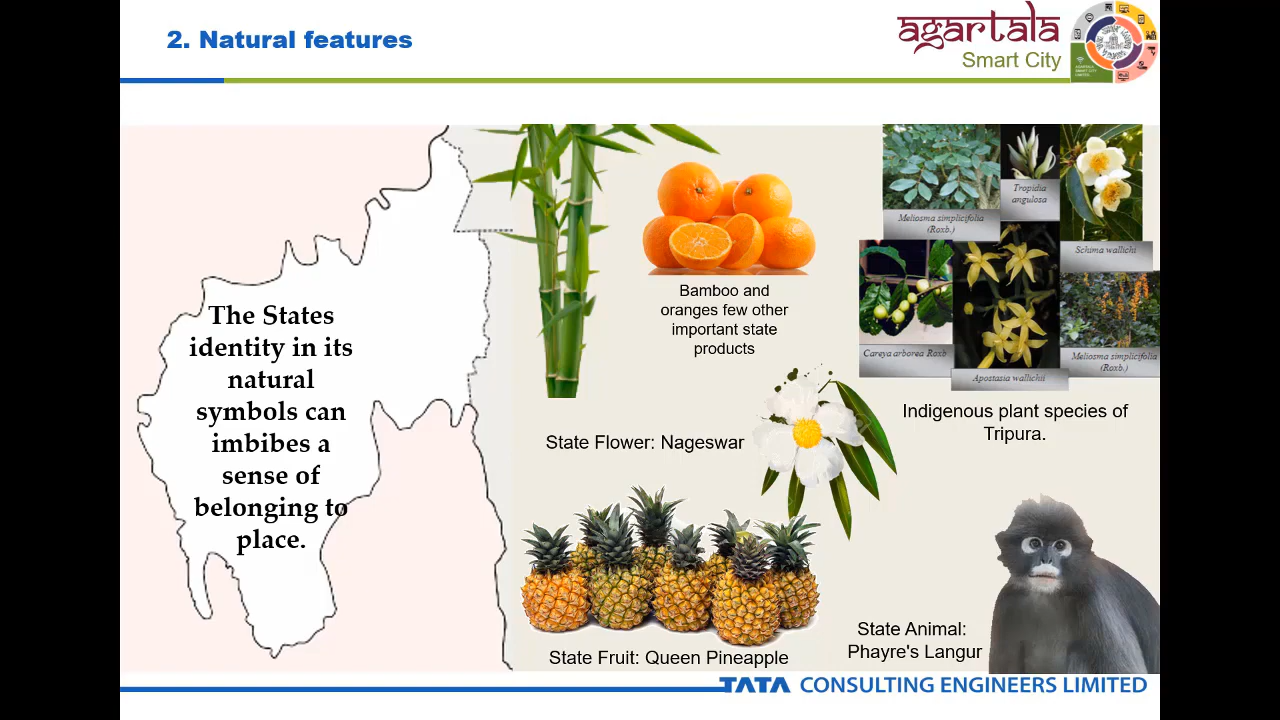 2. Natural features
agartala
Smart City
The States
identity in its
natural
symbols can
imbibes a
sense of
belonging to
place.
Bamboo and
oranges few other
important state
products
Meliosma simplicifolia
(Roxb.)
Tropidia
angulosa
Schima wallichi
Careya arborea Roxb
Apostasia wallichii
Meliosma simplicifolia
(Roxb.)
Indigenous plant species of
Tripura.
State Flower: Nageswar
State Fruit: Queen Pineapple
State Animal:
Phayre's Langur
TATA CONSULTING ENGINEERS LIMITED